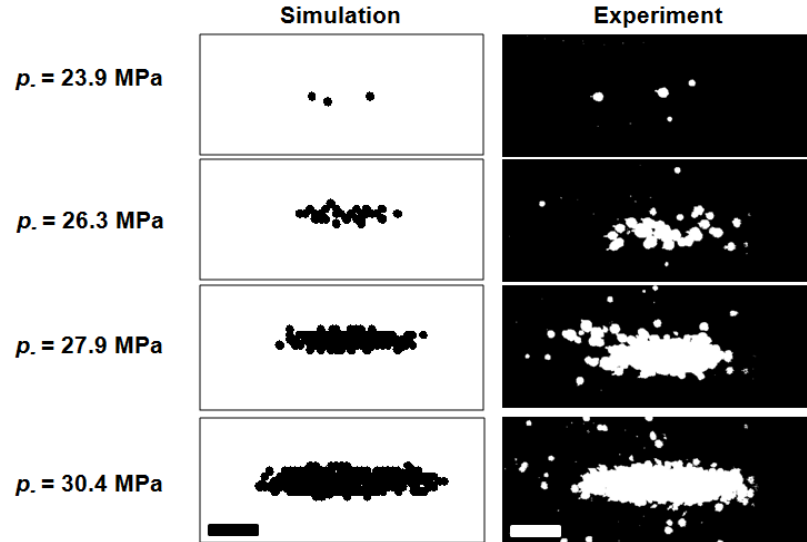 Simulation Experiment
p- = 23.9 MPa
p- = 26.3 MPa
p- = 27.9 MPa
p- = 30.4 MPa